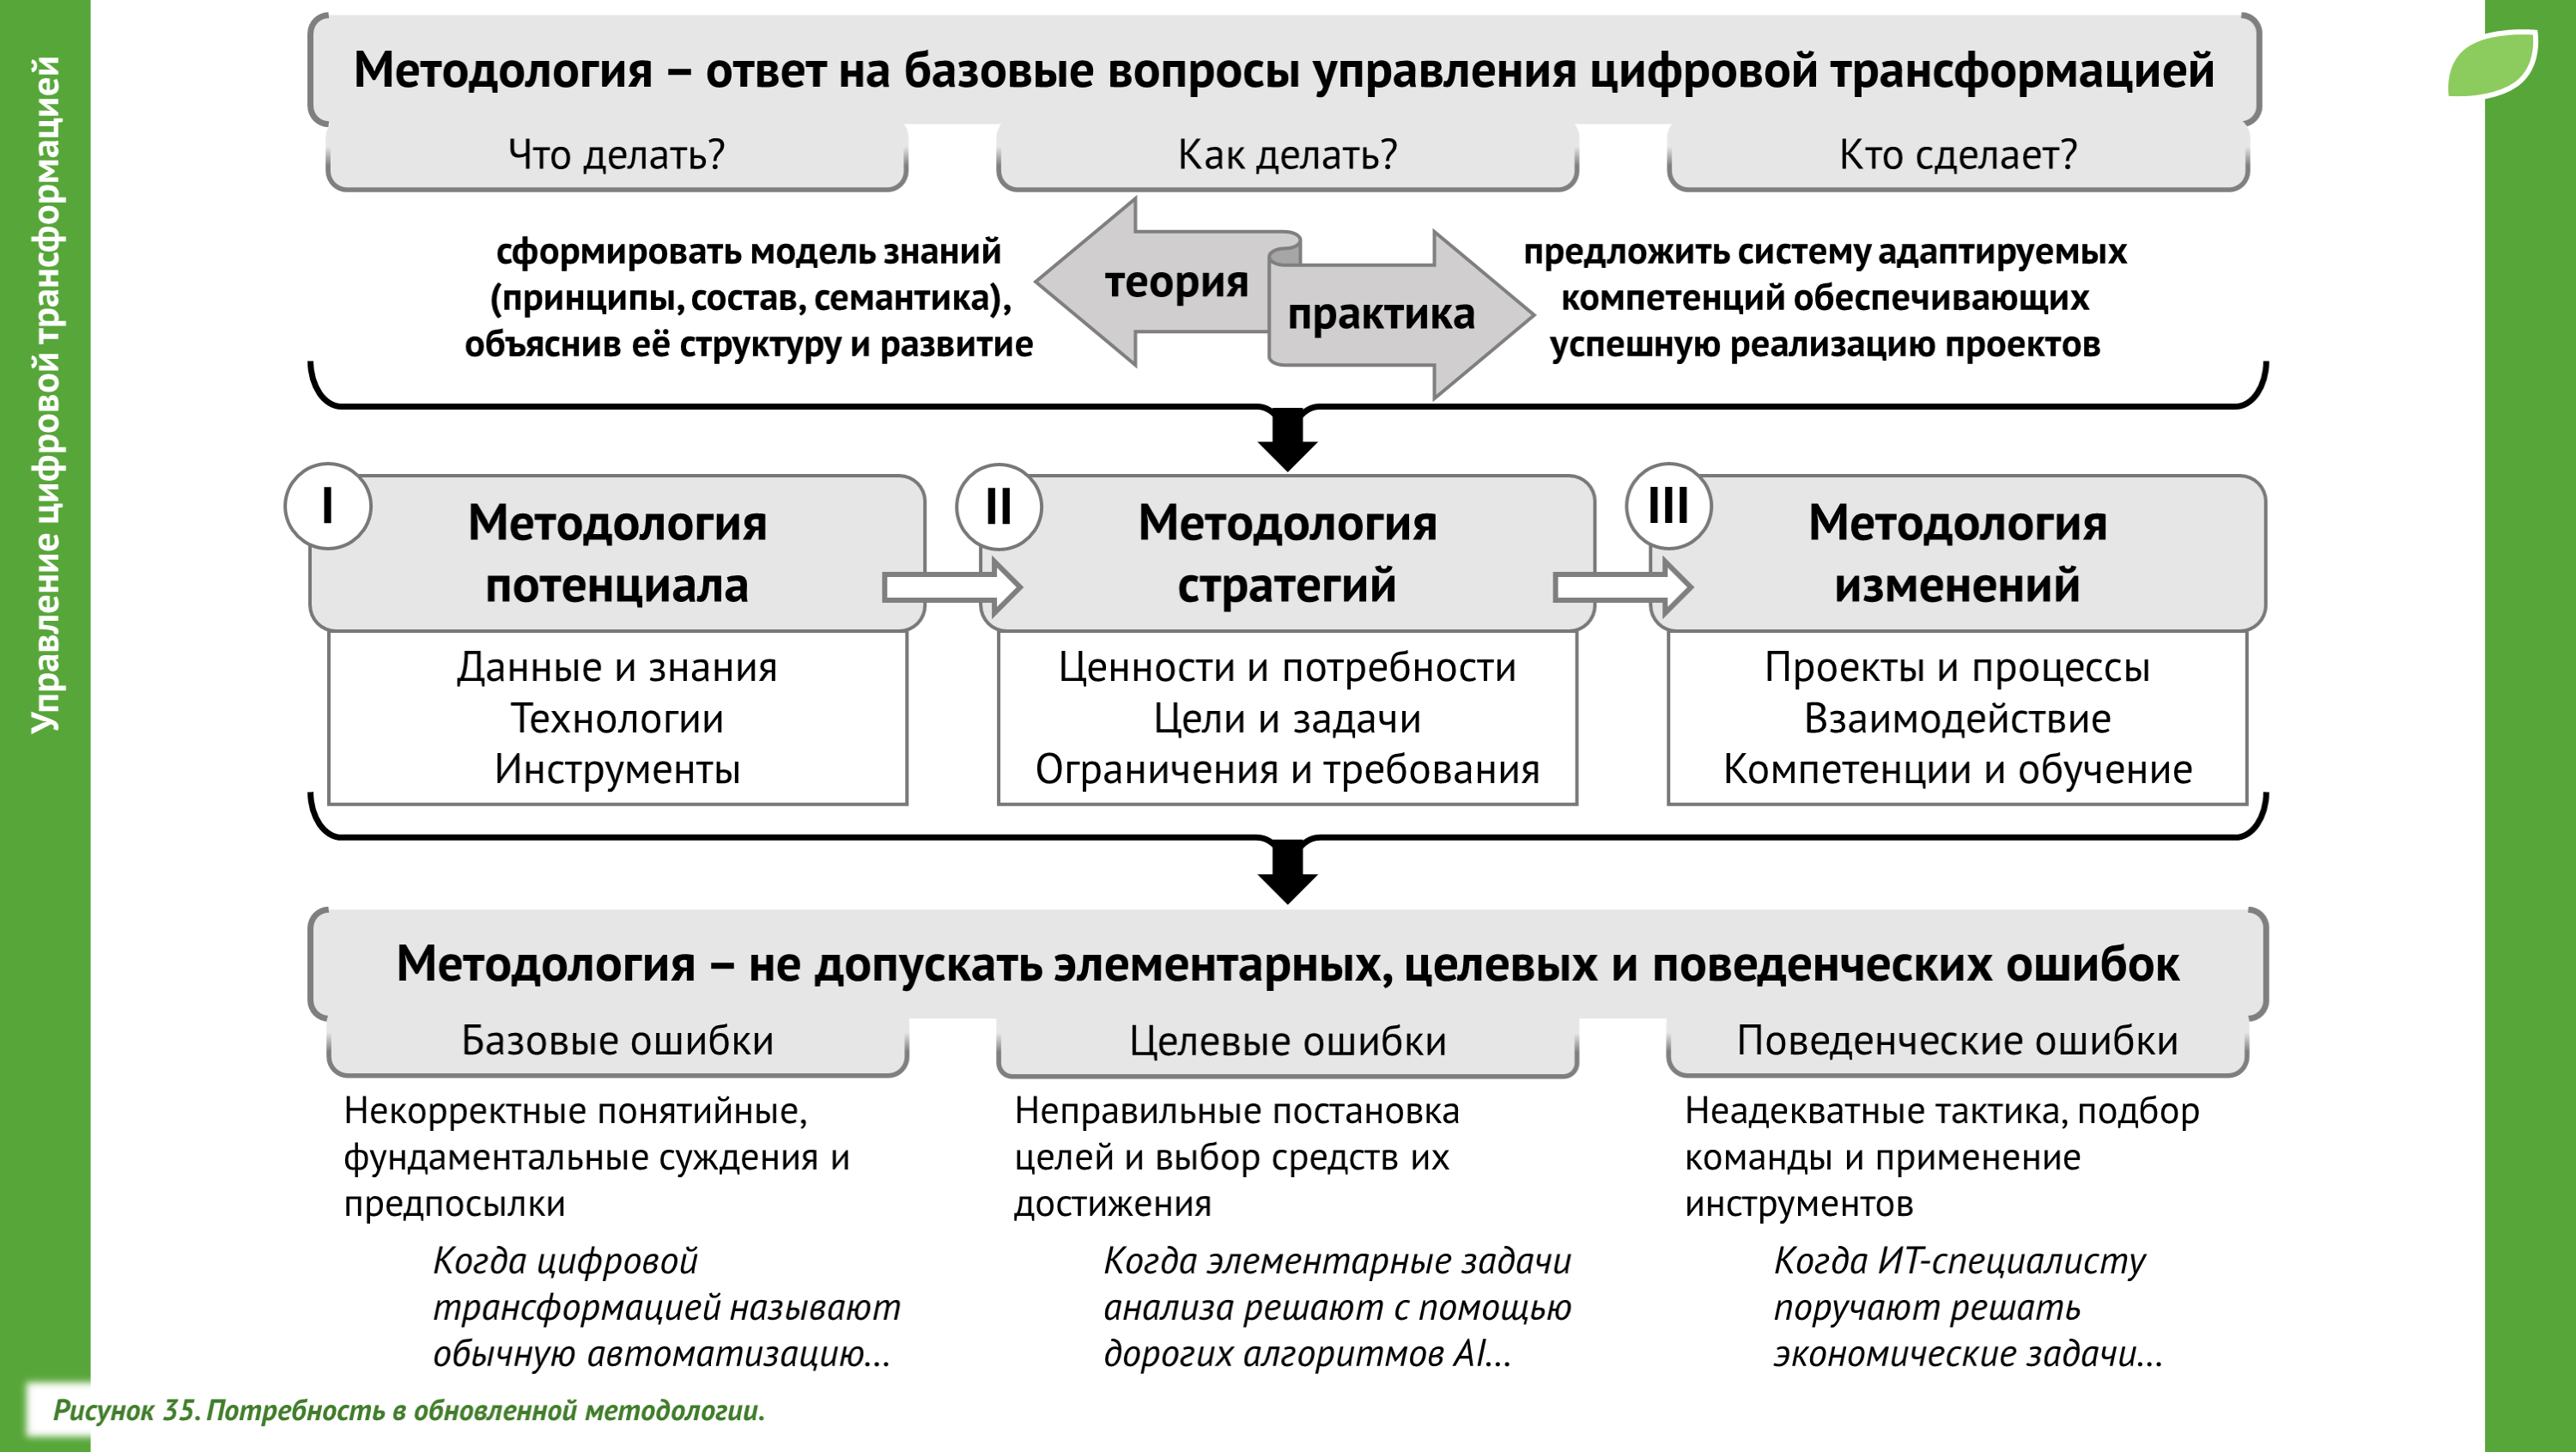 Управление цифровой трансформацией
Методология – ответ на базовые вопросы управления цифровой трансформацией
Что делать?
Как делать?
Кто сделает?
сформировать модель знаний
(принципы, состав, семантика),
объяснив её структуру и развитие
теория
практика
предложить систему адаптируемых
компетенций обеспечивающих
успешную реализацию проектов
I
Методология
потенциала
Данные и знания
Технологии
Инструменты
II
Методология
стратегий
Ценности и потребности
Цели и задачи
Ограничения и требования
III
Методология
изменений
Проекты и процессы
Взаимодействие
Компетенции и обучение
Методология – не допускать элементарных, целевых и поведенческих ошибок
Базовые ошибки
Некорректные понятийные,
фундаментальные суждения и
предпосылки
Когда цифровой
трансформацией называют
обычную автоматизацию...
Целевые ошибки
Неправильные постановка
целей и выбор средств их
достижения
Когда элементарные задачи
анализа решают с помощью
дорогих алгоритмов AI...
Поведенческие ошибки
Неадекватные тактика, подбор
команды и применение
инструментов
Когда ИТ-специалисту
поручают решать
экономические задачи...
Рисунок 35. Потребность в обновленной методологии.